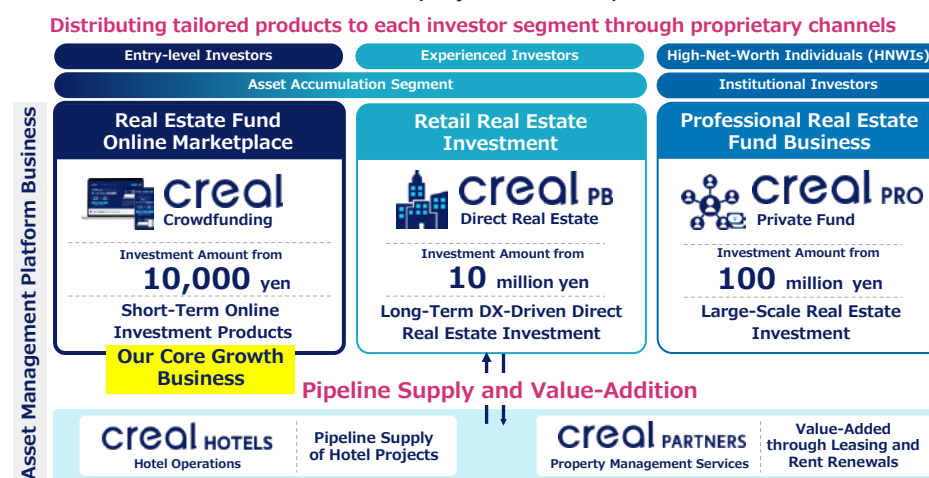 Distributing tailored products to each investor segment through proprietary channels
Entry-level Investors
Experienced Investors
High-Net-Worth Individuals (HNWIs)
Asset Accumulation Segment
Institutional Investors
Asset Management Platform Business
Real Estate Fund
Online Marketplace
creal
Crowdfunding
Investment Amount from
10,000 yen
Short-Term Online
Investment Products
Our Core Growth
Business
Retail Real Estate
Investment
creal PB
Direct Real Estate
Investment Amount from
10 million yen
Long-Term DX-Driven Direct
Real Estate Investment
Professional Real Estate
Fund Business
creal PRO
Private Fund
Investment Amount from
100 million yen
Large-Scale Real Estate
Investment
Pipeline Supply and Value-Addition
creal HOTELS
Hotel Operations
Pipeline Supply
of Hotel Projects
creal PARTNERS
Property Management Services
Value-Added
through Leasing and
Rent Renewals